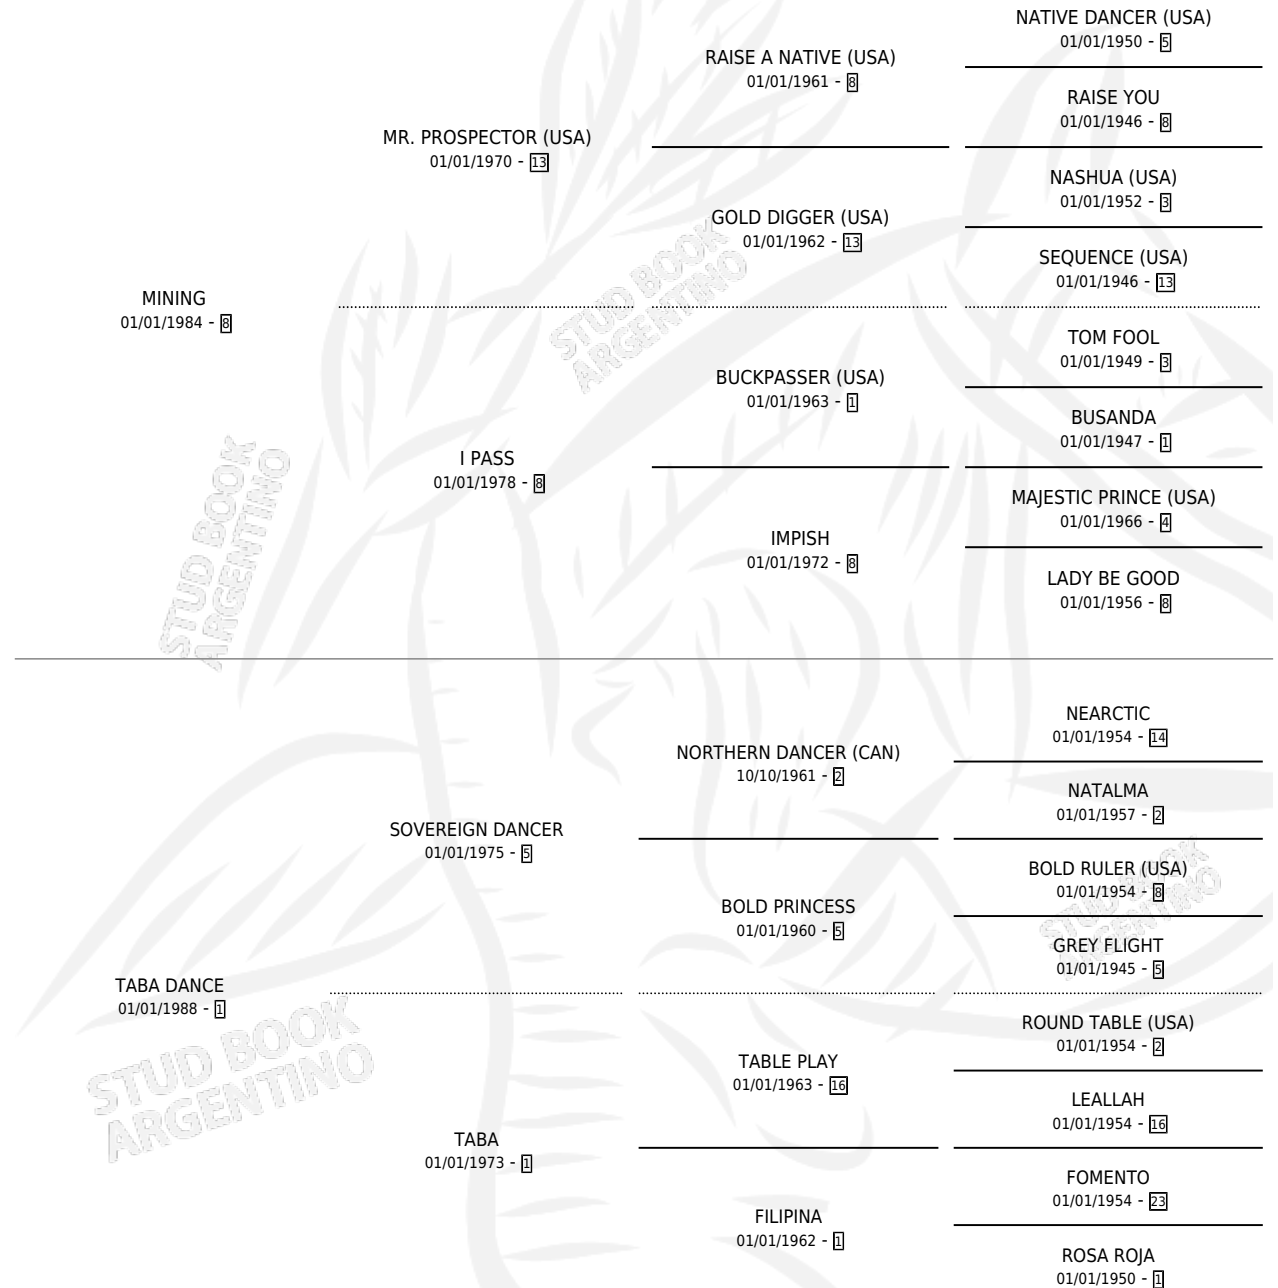 NATIVE DANCER (USA)
01/01/1950 - 5
RAISE A NATIVE (USA)
01/01/1961 - 8
RAISE YOU
01/01/1946 - 8
MR. PROSPECTOR (USA)
01/01/1970 - 13
NASHUA (USA)
01/01/1952 - 3
GOLD DIGGER (USA)
01/01/1962 - 13
SEQUENCE (USA)
01/01/1946 - 13
MINING
01/01/1984 - 8
STUD BOOK
ARGENTINO
TOM FOOL
01/01/1949 - 3
BUCKPASSER (USA)
01/01/1963 - 1
BUSANDA
01/01/1947 - 1
I PASS
01/01/1978 - 8
MAJESTIC PRINCE (USA)
01/01/1966 - 4
IMPISH
01/01/1972 - 8
LADY BE GOOD
01/01/1956 - 8
STUD BOOK
ARGENTINO
NEARCTIC
01/01/1954 - 14
NORTHERN DANCER (CAN)
10/10/1961 - 2
NATALMA
01/01/1957 - 2
SOVEREIGN DANCER
01/01/1975 - 5
BOLD RULER (USA)
01/01/1954 - 8
BOLD PRINCESS
01/01/1960 - 5
GREY FLIGHT
01/01/1945 - 5
STUD BOOK
ARGENTINO
TABA DANCE
01/01/1988 - 1
ROUND TABLE (USA)
01/01/1954 - 2
TABLE PLAY
01/01/1963 - 16
LEALLAH
01/01/1954 - 16
STUD BOOK
ARGENTINO
TABA
01/01/1973 - 1
FOMENTO
01/01/1954 - 23
FILIPINA
01/01/1962 - 1
ROSA ROJA
01/01/1950 - 1